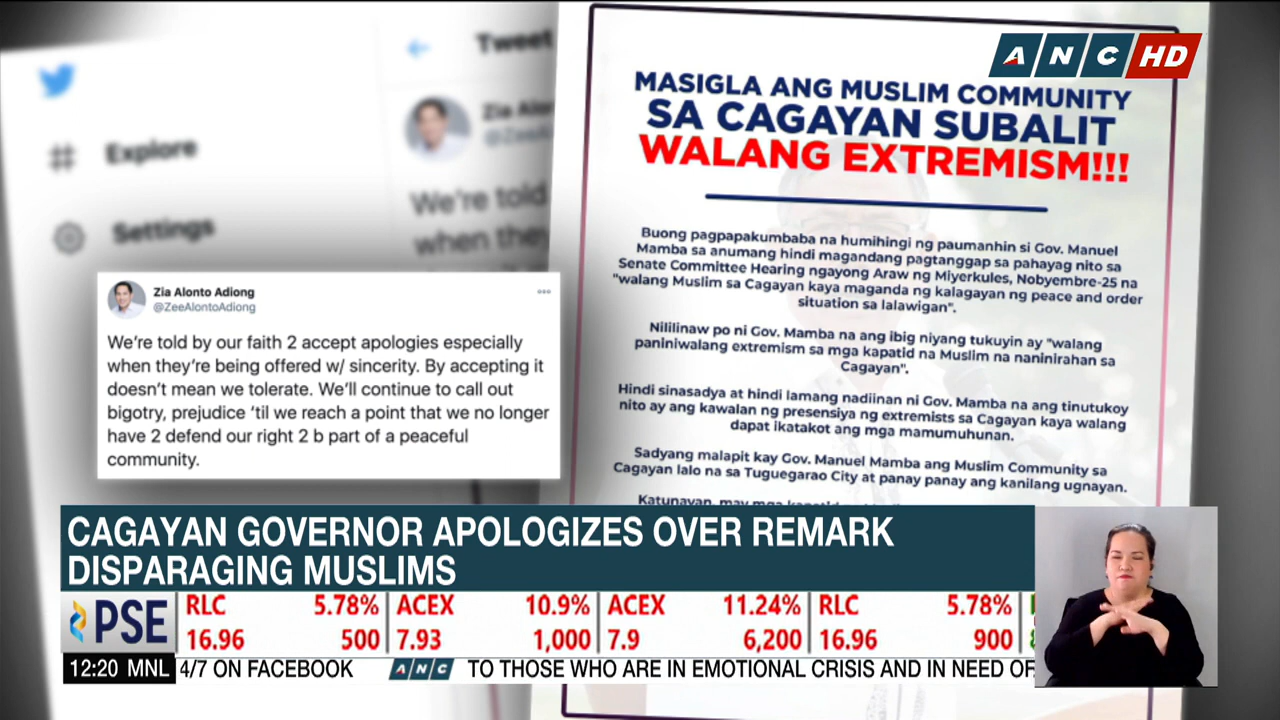 ANC HD
Tweet
Explore
Settings
Zia Alo
@ZeeA
We're told
when they
Zia Alonto Adiong
@ZeeAlontoAdiong
We're told by our faith 2 accept apologies especially
when they're being offered w/ sincerity. By accepting it
doesn't mean we tolerate. We'll continue to call out
bigotry, prejudice 'til we reach a point that we no longer
have 2 defend our right 2 b part of a peaceful
community.
MASIGLA ANG MUSLIM COMMUNITY
SA CAGAYAN SUBALIT
WALANG EXTREMISM!!!
Buong pagpapakumbaba na humihingi ng paumanhin si Gov. Manuel
Mamba sa anumang hindi magandang pagtanggap sa pahayag nito sa
Senate Committee Hearing ngayong Araw ng Miyerkules, Nobyembre-25 na
"walang Muslim sa Cagayan kaya maganda ng kalagayan ng peace and order
situation sa lalawigan".
Nililinaw po ni Gov. Mamba na ang ibig niyang tukuyin ay "walang
paniniwalang extremism sa mga kapatid na Muslim na naninirahan sa
Cagayan".
Hindi sinasadya at hindi lamang nadiinan ni Gov. Mamba na ang tinutukoy
nito ay ang kawalan ng presensiya ng extremists sa Cagayan kaya walang
dapat ikatakot ang mga mamumuhunan.
Sadyang malapit kay Gov. Manuel Mamba ang Muslim Community sa
Cagayan lalo na sa Tuguegarao City at panay panay ang kanilang ugnayan.
Katunayan, may mga
CAGAYAN GOVERNOR APOLOGIZES OVER REMARK
DISPARAGING MUSLIMS
PSE
RLC 5.78% ACEX 10.9% ACEX 11.24% RLC 5.78%
16.96 500 7.93 1,000 7.9 6,200 16.96 900
12:20 MNL 4/7 ON FACEBOOK ANC TO THOSE WHO ARE IN EMOTIONAL CRISIS AND IN NEED OF